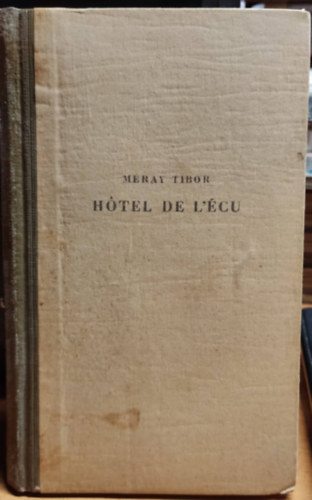 MÉRAY TIBOR
HÔTEL DE L'ÉCU